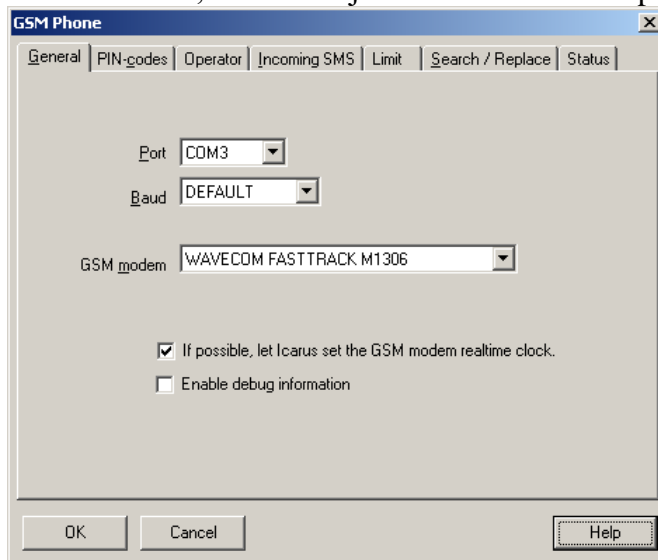 GSM Phone
General PIN-codes Operator Incoming SMS Limit Search / Replace Status
Port COM3
Baud DEFAULT
GSM modem WAVECOM FASTTRACK M1306
If possible, let Icarus set the GSM modem realtime clock.
Enable debug information
OK Cancel Help